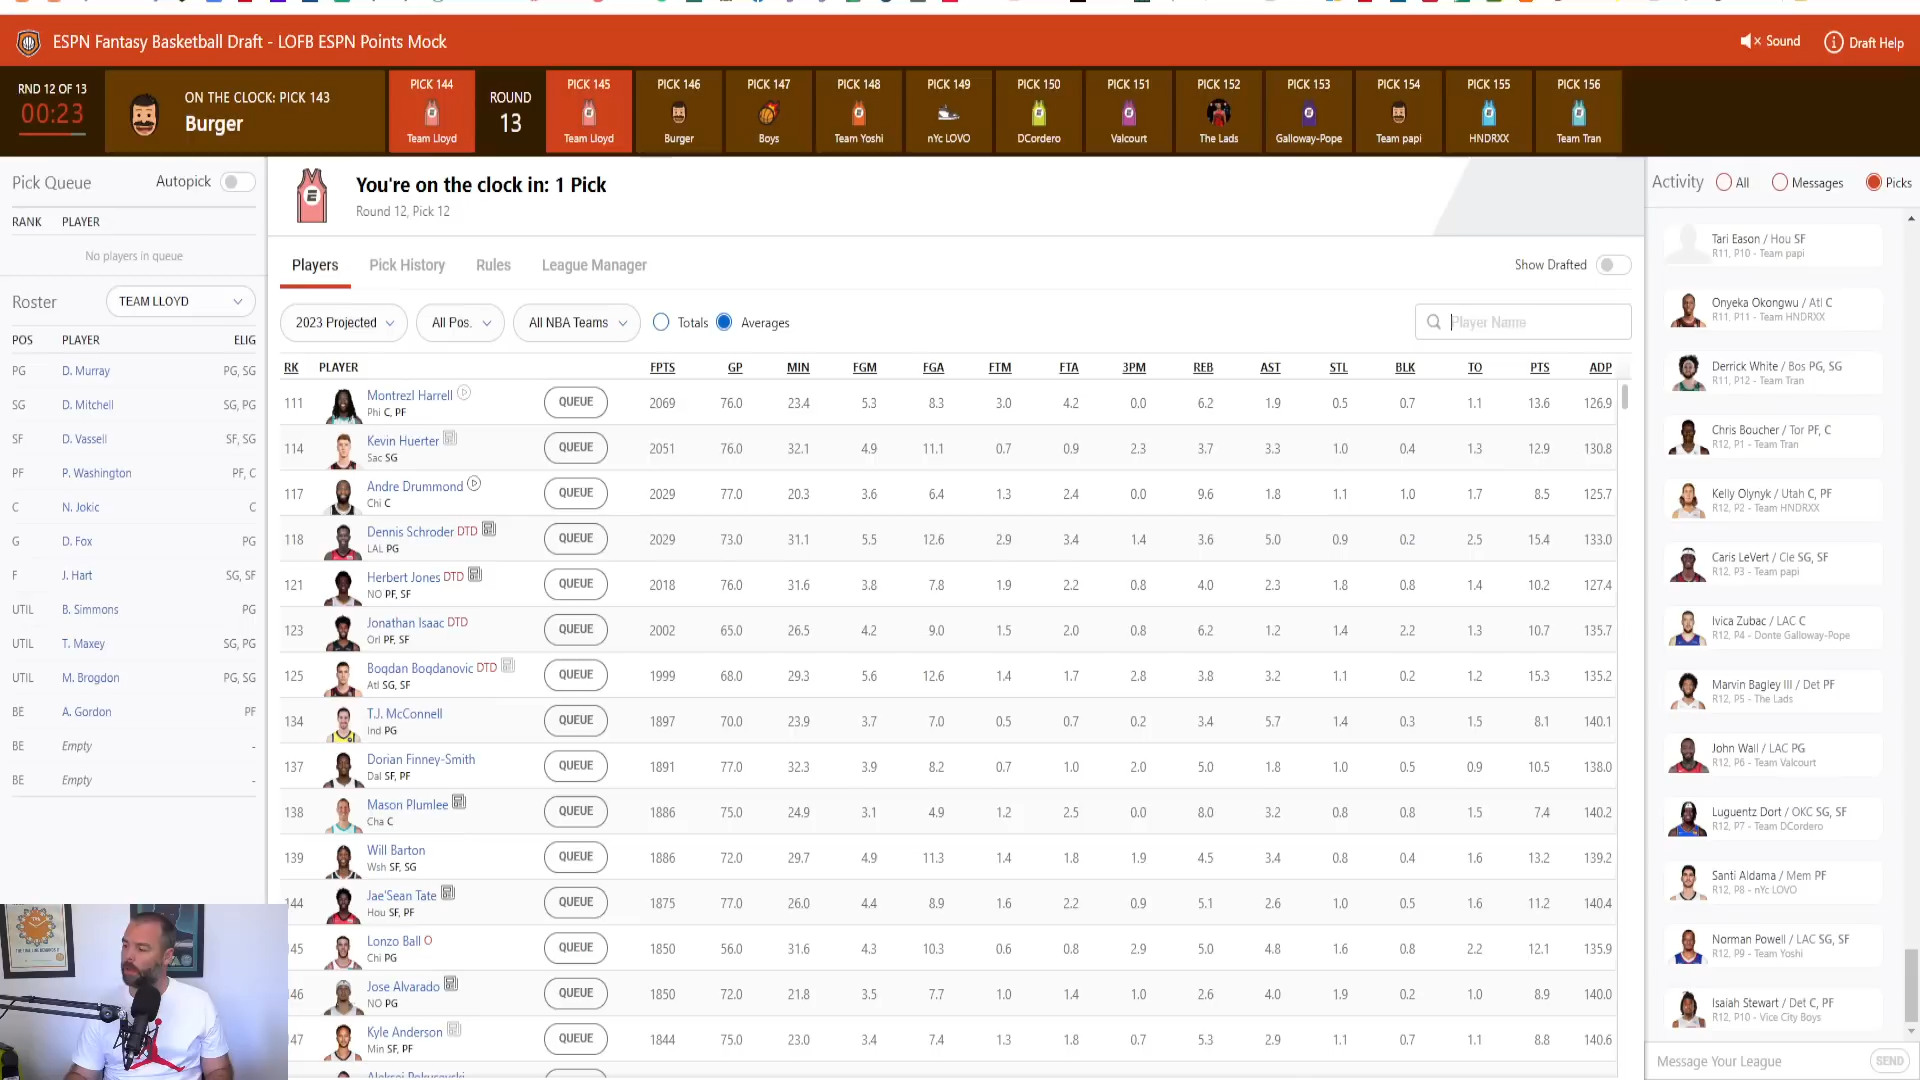 ESPN Fantasy Basketball Draft - LOFB ESPN Points Mock
Sound
Draft Help
RND 12 OF 13
00:23
ON THE CLOCK: PICK 143
Burger
PICK 144
Team Lloyd
ROUND
13
PICK 145
Team Lloyd
PICK 146
Burger
PICK 147
Boys
PICK 148
Team Yoshi
PICK 149
nYc LOVO
PICK 150
DCordero
PICK 151
Valcourt
PICK 152
The Lads
PICK 153
Galloway-Pope
PICK 154
Team papi
PICK 155
HNDRXX
PICK 156
Team Tran
Pick Queue
Autopick
RANK PLAYER
No players in queue
Roster
TEAM LLOYD
POS PLAYER ELIG
PG D. Murray PG, SG
SG D. Mitchell SG, PG
SF D. Vassell SF, SG
PF P. Washington PF, C
C N. Jokic C
G D. Fox PG
F J. Hart SG, SF
UTIL B. Simmons PG
UTIL T. Maxey SG, PG
UTIL M. Brogdon PG, SG
BE A. Gordon PF
BE Empty -
BE Empty -
You're on the clock in: 1 Pick
Round 12, Pick 12
Players Pick History Rules League Manager
Show Drafted
2023 Projected All Pos. All NBA Teams Totals Averages
Player Name
RK PLAYER FPTS GP MIN FGM FGA FTM FTA 3PM REB AST STL BLK TO PTS ADP
111 Montrezl Harrell Phi C, PF QUEUE 2069 76.0 23.4 5.3 8.3 3.0 4.2 0.0 6.2 1.9 0.5 0.7 1.1 13.6 126.9
114 Kevin Huerter Sac SG QUEUE 2051 76.0 32.1 4.9 11.1 0.7 0.9 2.3 3.7 3.3 1.0 0.4 1.3 12.9 130.8
117 Andre Drummond Chi C QUEUE 2029 77.0 20.3 3.6 6.4 1.3 2.4 0.0 9.6 1.8 1.1 1.0 1.7 8.5 125.7
118 Dennis Schroder DTD LAL PG QUEUE 2029 73.0 31.1 5.5 12.6 2.9 3.4 1.4 3.6 5.0 0.9 0.2 2.5 15.4 133.0
121 Herbert Jones DTD NO PF, SF QUEUE 2018 76.0 31.6 3.8 7.8 1.9 2.2 0.8 4.0 2.3 1.8 0.8 1.4 10.2 127.4
123 Jonathan Isaac DTD Orl PF, SF QUEUE 2002 65.0 26.5 4.2 9.0 1.5 2.0 0.8 6.2 1.2 1.4 2.2 1.3 10.7 135.7
125 Bogdan Bogdanovic DTD Atl SG, SF QUEUE 1999 68.0 29.3 5.6 12.6 1.4 1.7 2.8 3.8 3.2 1.1 0.2 1.2 15.3 135.2
134 T.J. McConnell Ind PG QUEUE 1897 70.0 23.9 3.7 7.0 0.5 0.7 0.2 3.4 5.7 1.4 0.3 1.5 8.1 140.1
137 Dorian Finney-Smith Dal SF, PF QUEUE 1891 77.0 32.3 3.9 8.2 0.7 1.0 2.0 5.0 1.8 1.0 0.5 0.9 10.5 138.0
138 Mason Plumlee Cha C QUEUE 1886 75.0 24.9 3.1 4.9 1.2 2.5 0.0 8.0 3.2 0.8 0.8 1.5 7.4 140.2
139 Will Barton Wsh SF, SG QUEUE 1886 72.0 29.7 4.9 11.3 1.4 1.8 1.9 4.5 3.4 0.8 0.4 1.6 13.2 139.2
144 Jae'Sean Tate Hou SF, PF QUEUE 1875 77.0 26.0 4.4 8.9 1.6 2.2 0.9 5.1 2.6 1.0 0.5 1.6 11.2 140.4
45 Lonzo Ball O Chi PG QUEUE 1850 56.0 31.6 4.3 10.3 0.6 0.8 2.9 5.0 4.8 1.6 0.8 2.2 12.1 135.9
46 Jose Alvarado NO PG QUEUE 1850 72.0 21.8 3.5 7.7 1.0 1.4 1.0 2.6 4.0 1.9 0.2 1.0 8.9 140.0
47 Kyle Anderson Min SF, PF QUEUE 1844 75.0 23.0 3.4 7.4 1.3 1.8 0.7 5.3 2.9 1.1 0.7 1.1 8.8 140.6
Activity All Messages Picks
Tari Eason / Hou SF
R11, P10 - Team papi
Onyeka Okongwu / Atl C
R11, P11 - Team HNDRXX
Derrick White / Bos PG, SG
R11, P12 - Team Tran
Chris Boucher / Tor PF, C
R12, P1 - Team Tran
Kelly Olynyk / Utah C, PF
R12, P2 - Team HNDRXX
Caris LeVert / Cle SG, SF
R12, P3 - Team papi
Ivica Zubac / LAC C
R12, P4 - Donte Galloway-Pope
Marvin Bagley III / Det PF
R12, P5 - The Lads
John Wall / LAC PG
R12, P6 - Team Valcourt
Luguentz Dort / OKC SG, SF
R12, P7 - Team DCordero
Santi Aldama / Mem PF
R12, P8 - nYc LOVO
Norman Powell / LAC SG, SF
R12, P9 - Team Yoshi
Isaiah Stewart / Det C, PF
R12, P10 - Vice City Boys
Message Your League
SEND